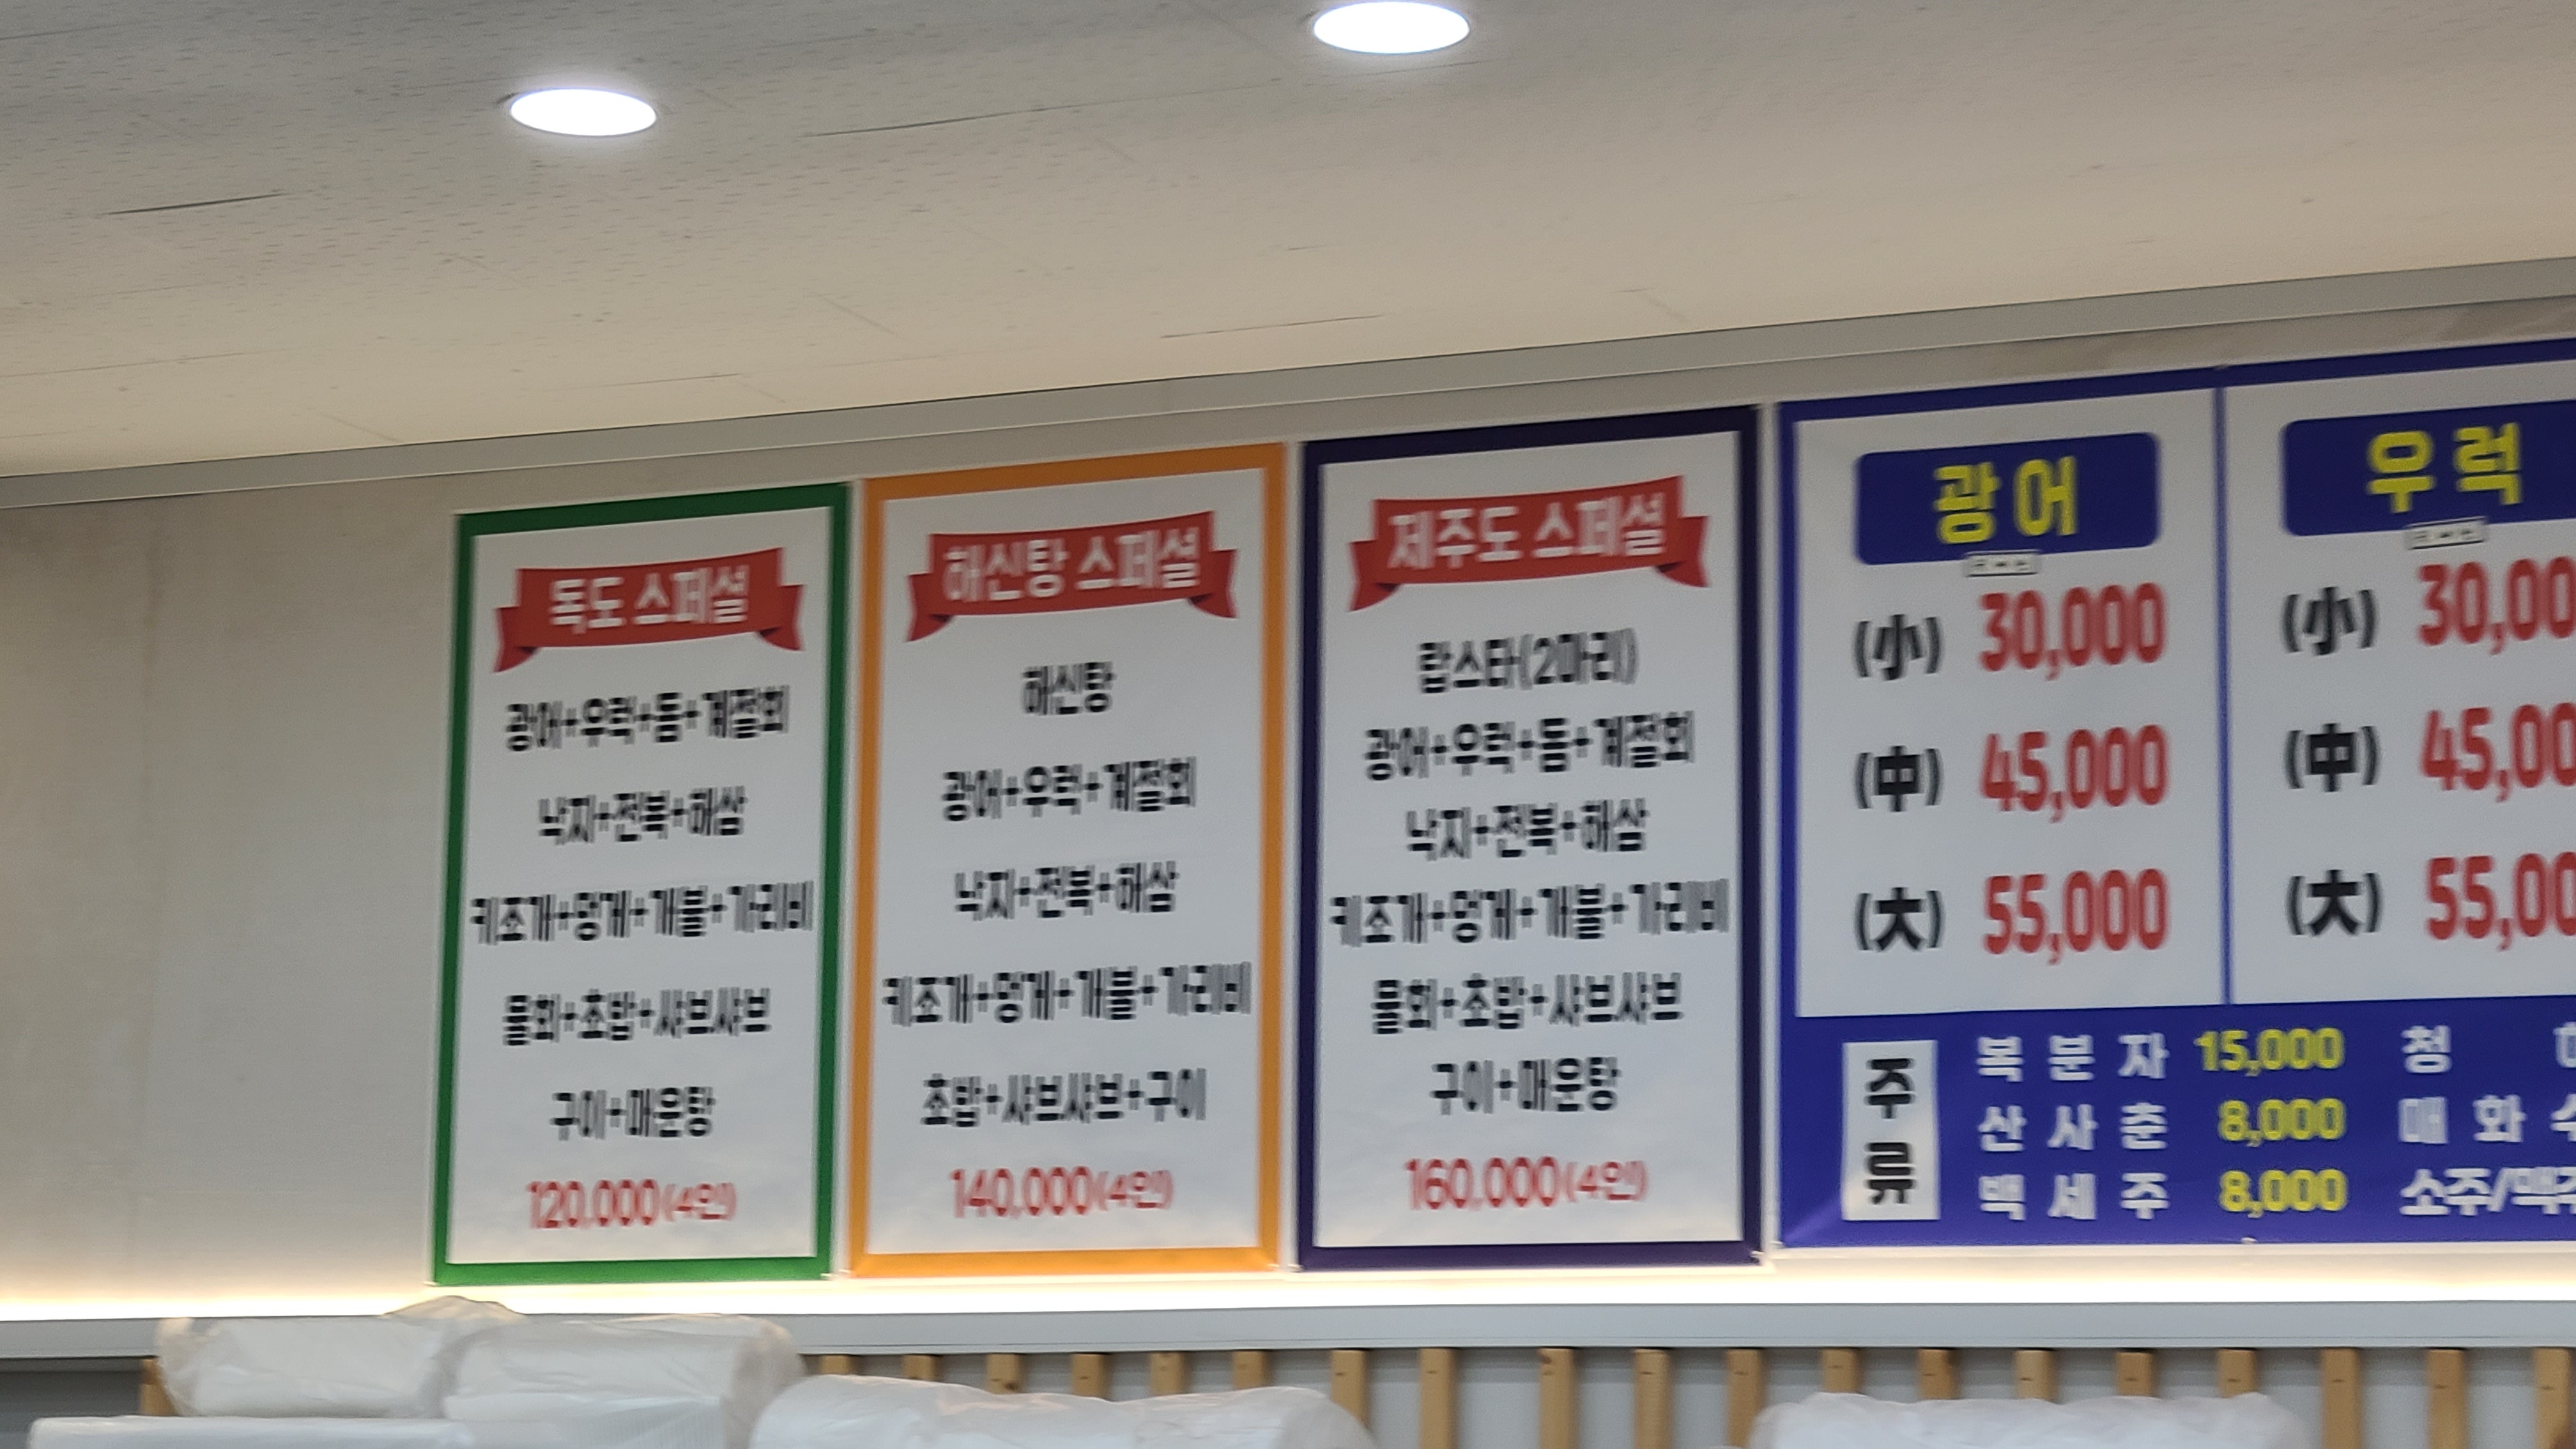 독도 스페셜
광어+우럭+돔+계절회
낙지+전복+해삼
키조개+멍게+개불+가리비
물회+초밥+샤브샤브
구이+매운탕
120,000(4인)
해신탕 스페셜
해신탕
광어+우럭+계절회
낙지+전복+해삼
키조개+멍게+개불+가리비
초밥+샤브샤브+구이
140,000(4인)
제주도 스페셜
랍스타(2마리)
광어+우럭+돔+계절회
낙지+전복+해삼
키조개+멍게+개불+가리비
물회+초밥+샤브샤브
구이+매운탕
160,000(4인)
광어
(小) 30,000
(中) 45,000
(大) 55,000
우럭
(小) 30,00
(中) 45,00
(大) 55,00
주류
복분자 15,000 청
산사춘 8,000 매화
백세주 8,000 소주/맥주